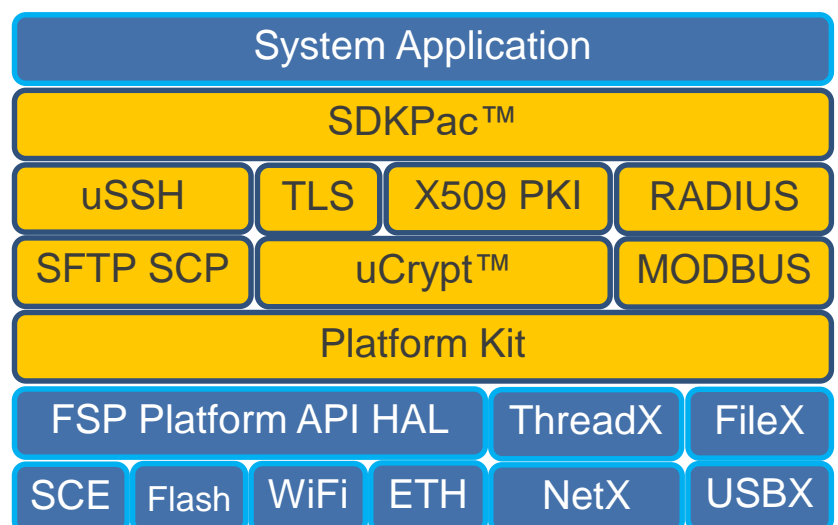 System Application
SDKPac™
uSSH TLS X509 PKI RADIUS
SFTP SCP uCrypt™ MODBUS
Platform Kit
FSP Platform API HAL ThreadX FileX
SCE Flash WiFi ETH NetX USBX